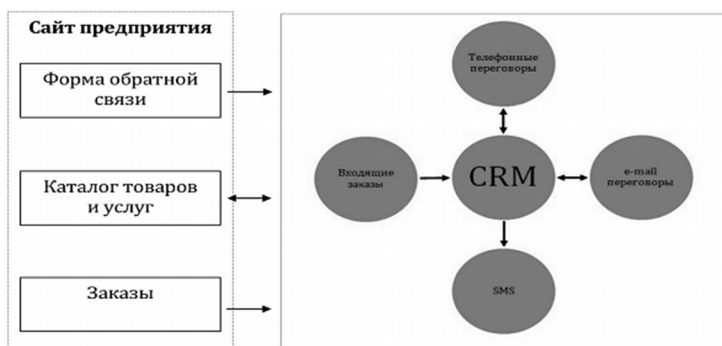 Сайт предприятия
Форма обратной
связи
Каталог товаров
и услуг
Заказы
Телефонные
переговоры
Входящие
заказы
CRM
e-mail
переговоры
SMS